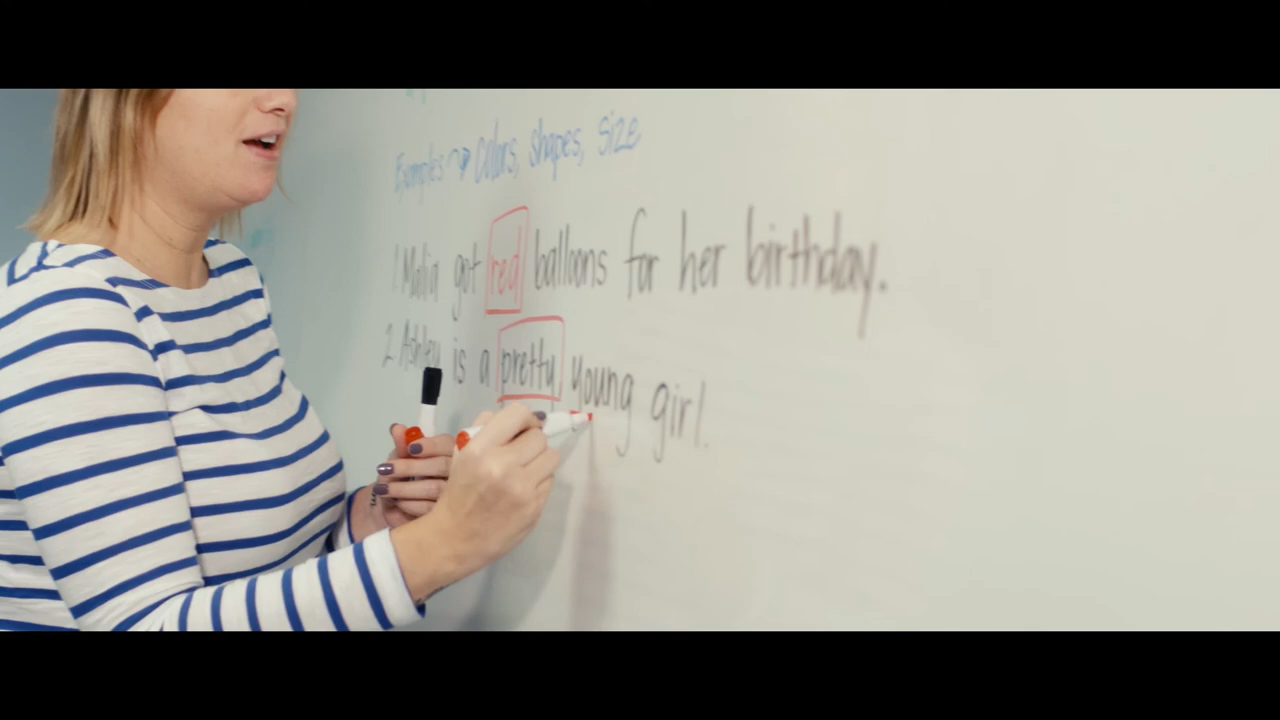 Examples → colors, shapes, size
1. Malia got red balloons for her birthday.
2. Ashley is a pretty young girl.